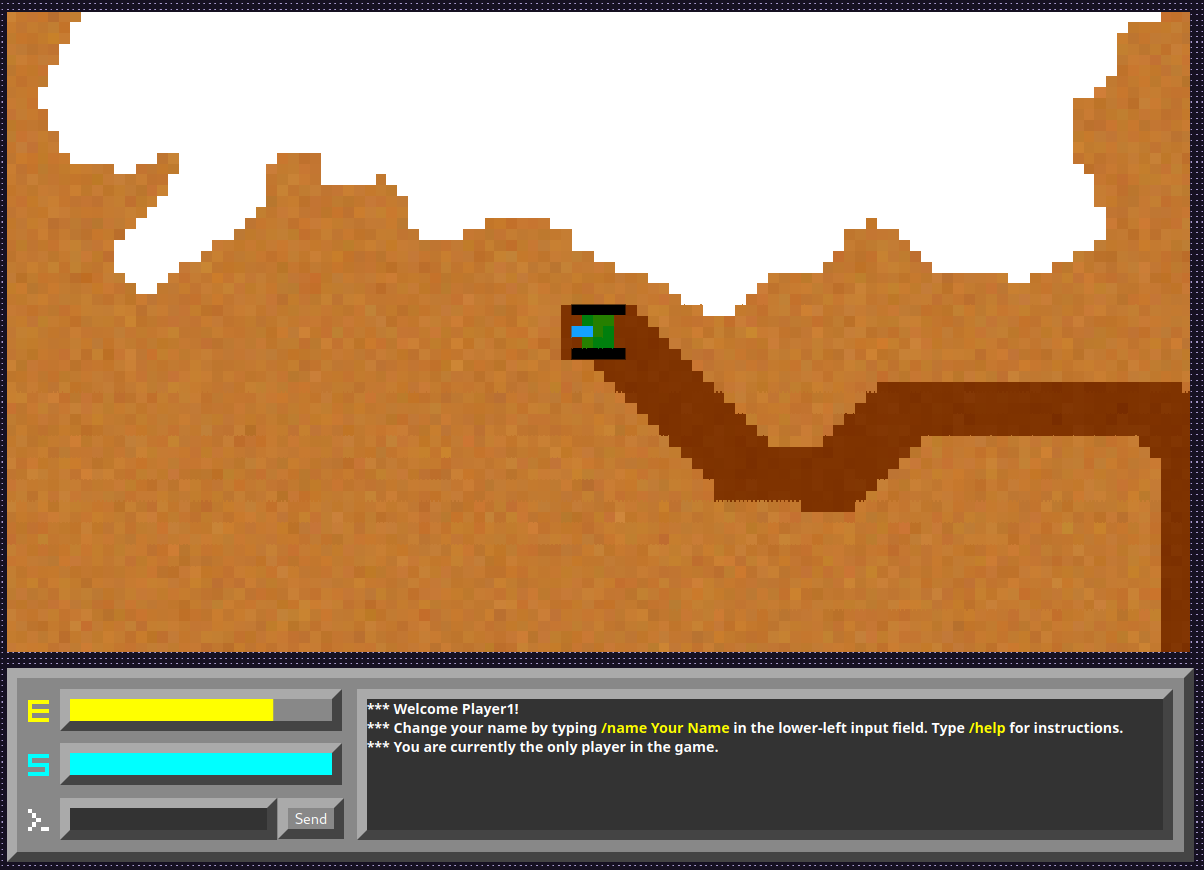 *** Welcome Player1!
*** Change your name by typing /name Your Name in the lower-left input field. Type /help for instructions.
*** You are currently the only player in the game.
E
S
>_
Send